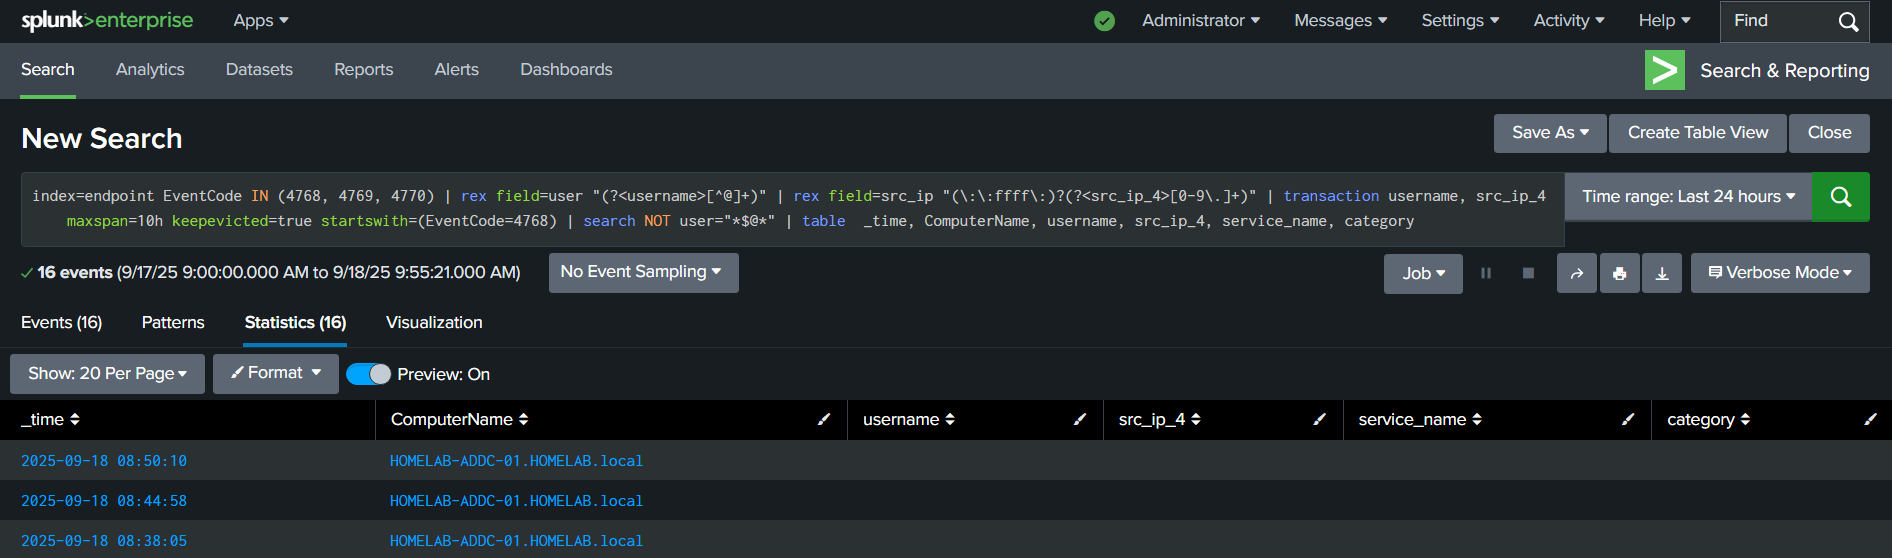 splunk>enterprise Apps Administrator Messages Settings Activity Help Find
Search Analytics Datasets Reports Alerts Dashboards Search & Reporting
New Search Save As Create Table View Close
index=endpoint EventCode IN (4768, 4769, 4770) | rex field=user "(?<username>[^@]+)" | rex field=src_ip "(\:\:ffff\:)?(?<src_ip_4>[0-9\.]+)" | transaction username, src_ip_4
maxspan=10h keepevicted=true startswith=(EventCode=4768) | search NOT user="*$@*" | table _time, ComputerName, username, src_ip_4, service_name, category
Time range: Last 24 hours
16 events (9/17/25 9:00:00.000 AM to 9/18/25 9:55:21.000 AM) No Event Sampling Job Verbose Mode
Events (16) Patterns Statistics (16) Visualization
Show: 20 Per Page Format Preview: On
_time ComputerName username src_ip_4 service_name category
2025-09-18 08:50:10 HOMELAB-ADDC-01.HOMELAB.local
2025-09-18 08:44:58 HOMELAB-ADDC-01.HOMELAB.local
2025-09-18 08:38:05 HOMELAB-ADDC-01.HOMELAB.local